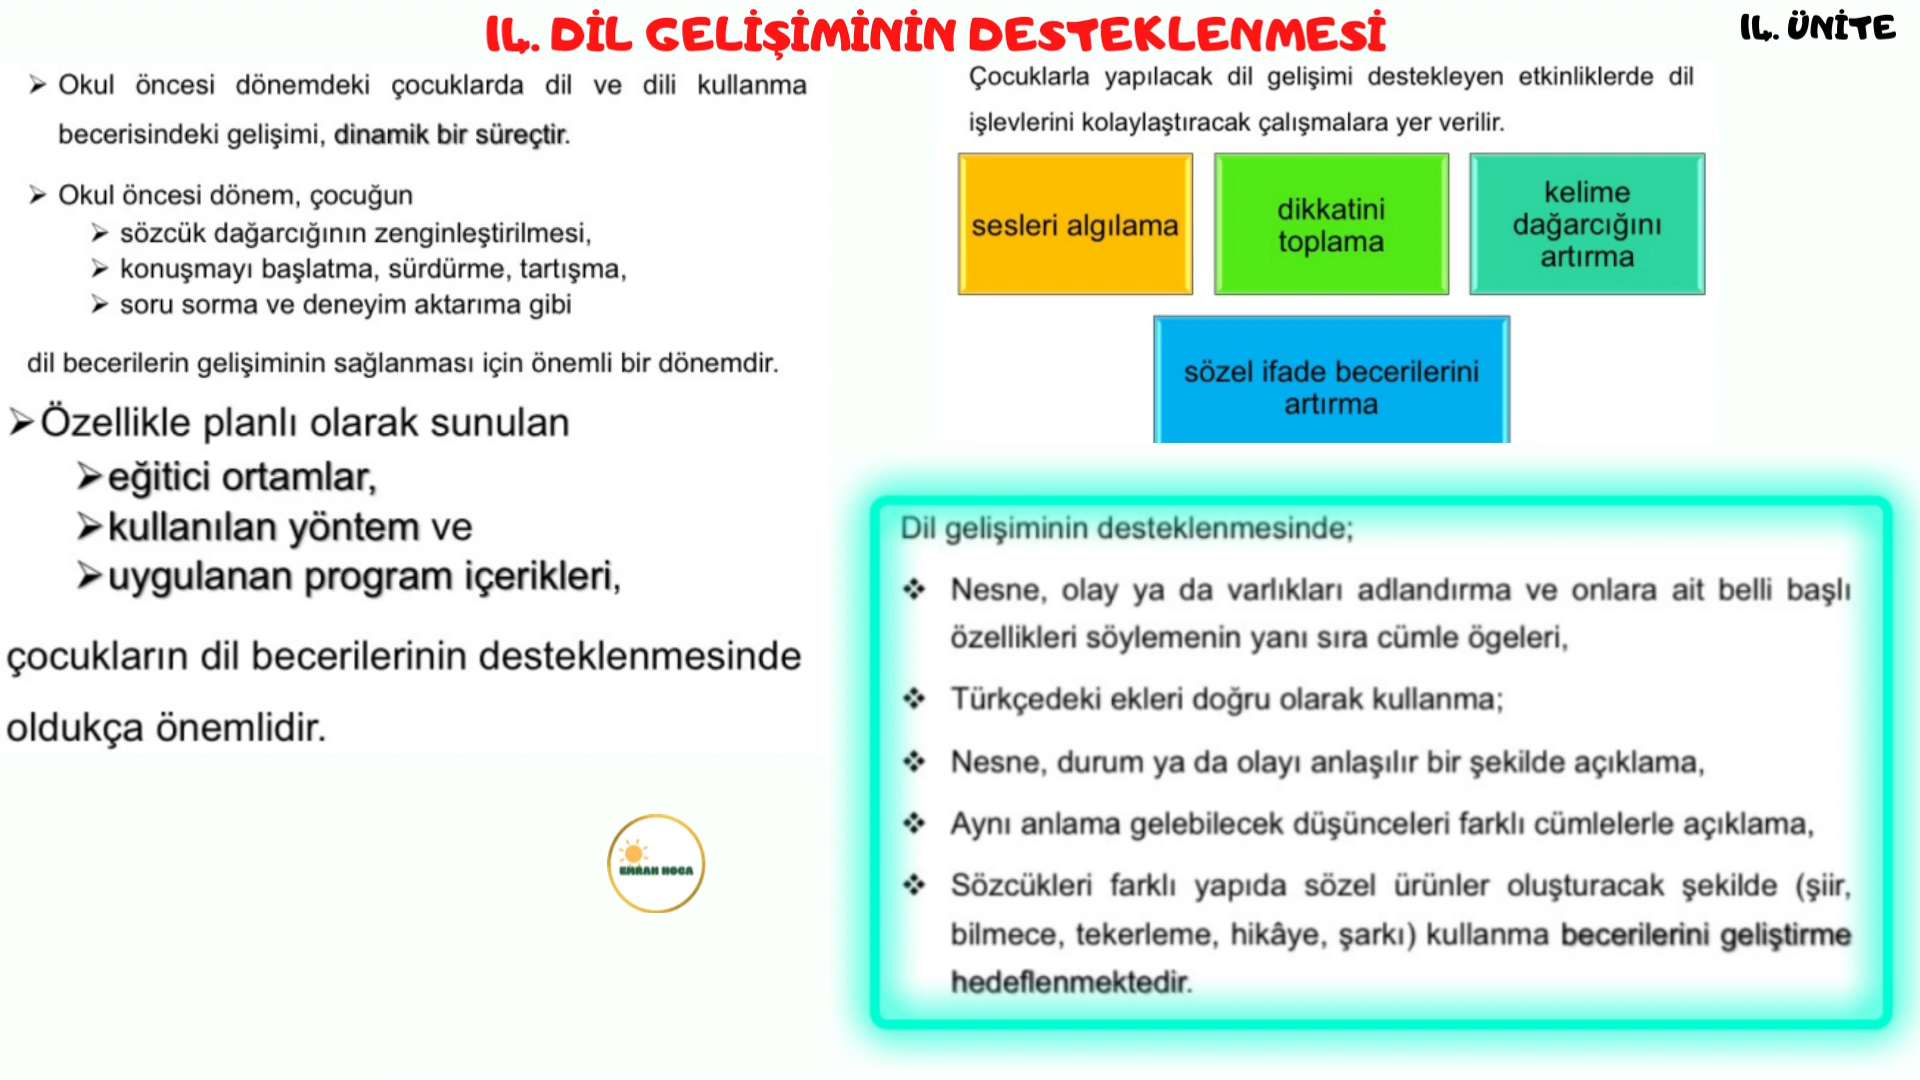 14. DİL GELİŞİMİNİN DESTEKLENMESİ
14. ÜNİTE
➢ Okul öncesi dönemdeki çocuklarda dil ve dili kullanma
becerisindeki gelişimi, dinamik bir süreçtir.
➢ Okul öncesi dönem, çocuğun
➢ sözcük dağarcığının zenginleştirilmesi,
➢ konuşmayı başlatma, sürdürme, tartışma,
➢ soru sorma ve deneyim aktarıma gibi
dil becerilerin gelişiminin sağlanması için önemli bir dönemdir.
➢ Özellikle planlı olarak sunulan
➢ eğitici ortamlar,
➢ kullanılan yöntem ve
➢ uygulanan program içerikleri,
çocukların dil becerilerinin desteklenmesinde
oldukça önemlidir.
EMRAH HOCA
Çocuklarla yapılacak dil gelişimi destekleyen etkinliklerde dil
işlevlerini kolaylaştıracak çalışmalara yer verilir.
sesleri algılama
dikkatini
toplama
kelime
dağarcığını
artırma
sözel ifade becerilerini
artırma
Dil gelişiminin desteklenmesinde;
❖ Nesne, olay ya da varlıkları adlandırma ve onlara ait belli başlı
özellikleri söylemenin yanı sıra cümle ögeleri,
❖ Türkçedeki ekleri doğru olarak kullanma;
❖ Nesne, durum ya da olayı anlaşılır bir şekilde açıklama,
❖ Aynı anlama gelebilecek düşünceleri farklı cümlelerle açıklama,
❖ Sözcükleri farklı yapıda sözel ürünler oluşturacak şekilde (şiir,
bilmece, tekerleme, hikâye, şarkı) kullanma becerilerini geliştirme
hedeflenmektedir.